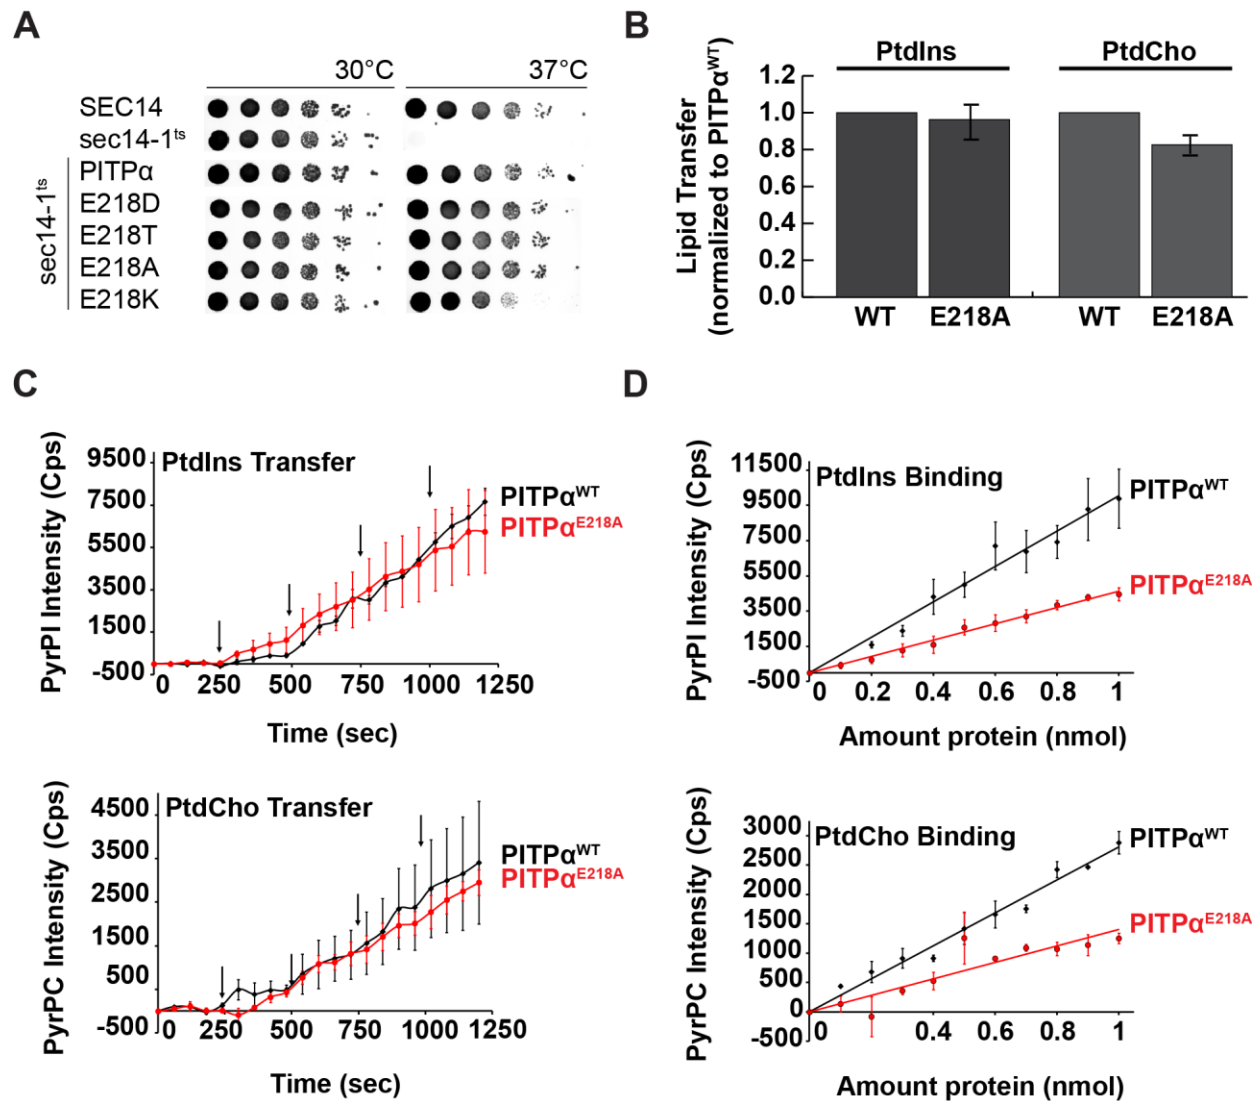 A
30°C 37°C
SEC14
sec14-1ts
PITPα
E218D
E218T
E218A
E218K
sec14-1ts
B
PtdIns PtdCho
Lipid Transfer
(normalized to PITPαWT)
1.2
1.0
0.8
0.6
0.4
0.2
0.0
WT E218A WT E218A
C
PtdIns Transfer
PyrPI Intensity (Cps)
9500
7500
5500
3500
1500
-500
PITPαWT
PITPαE218A
0 250 500 750 1000 1250
Time (sec)
PtdCho Transfer
PyrPC Intensity (Cps)
4500
3500
2500
1500
500
-500
PITPαWT
PITPαE218A
0 250 500 750 1000 1250
Time (sec)
D
PtdIns Binding
PyrPI Intensity (Cps)
11500
9500
7500
5500
3500
1500
-500
PITPαWT
PITPαE218A
0 0.2 0.4 0.6 0.8 1
Amount protein (nmol)
PtdCho Binding
PyrPC Intensity (Cps)
3000
2500
2000
1500
1000
500
0
-500
PITPαWT
PITPαE218A
0 0.2 0.4 0.6 0.8 1
Amount protein (nmol)